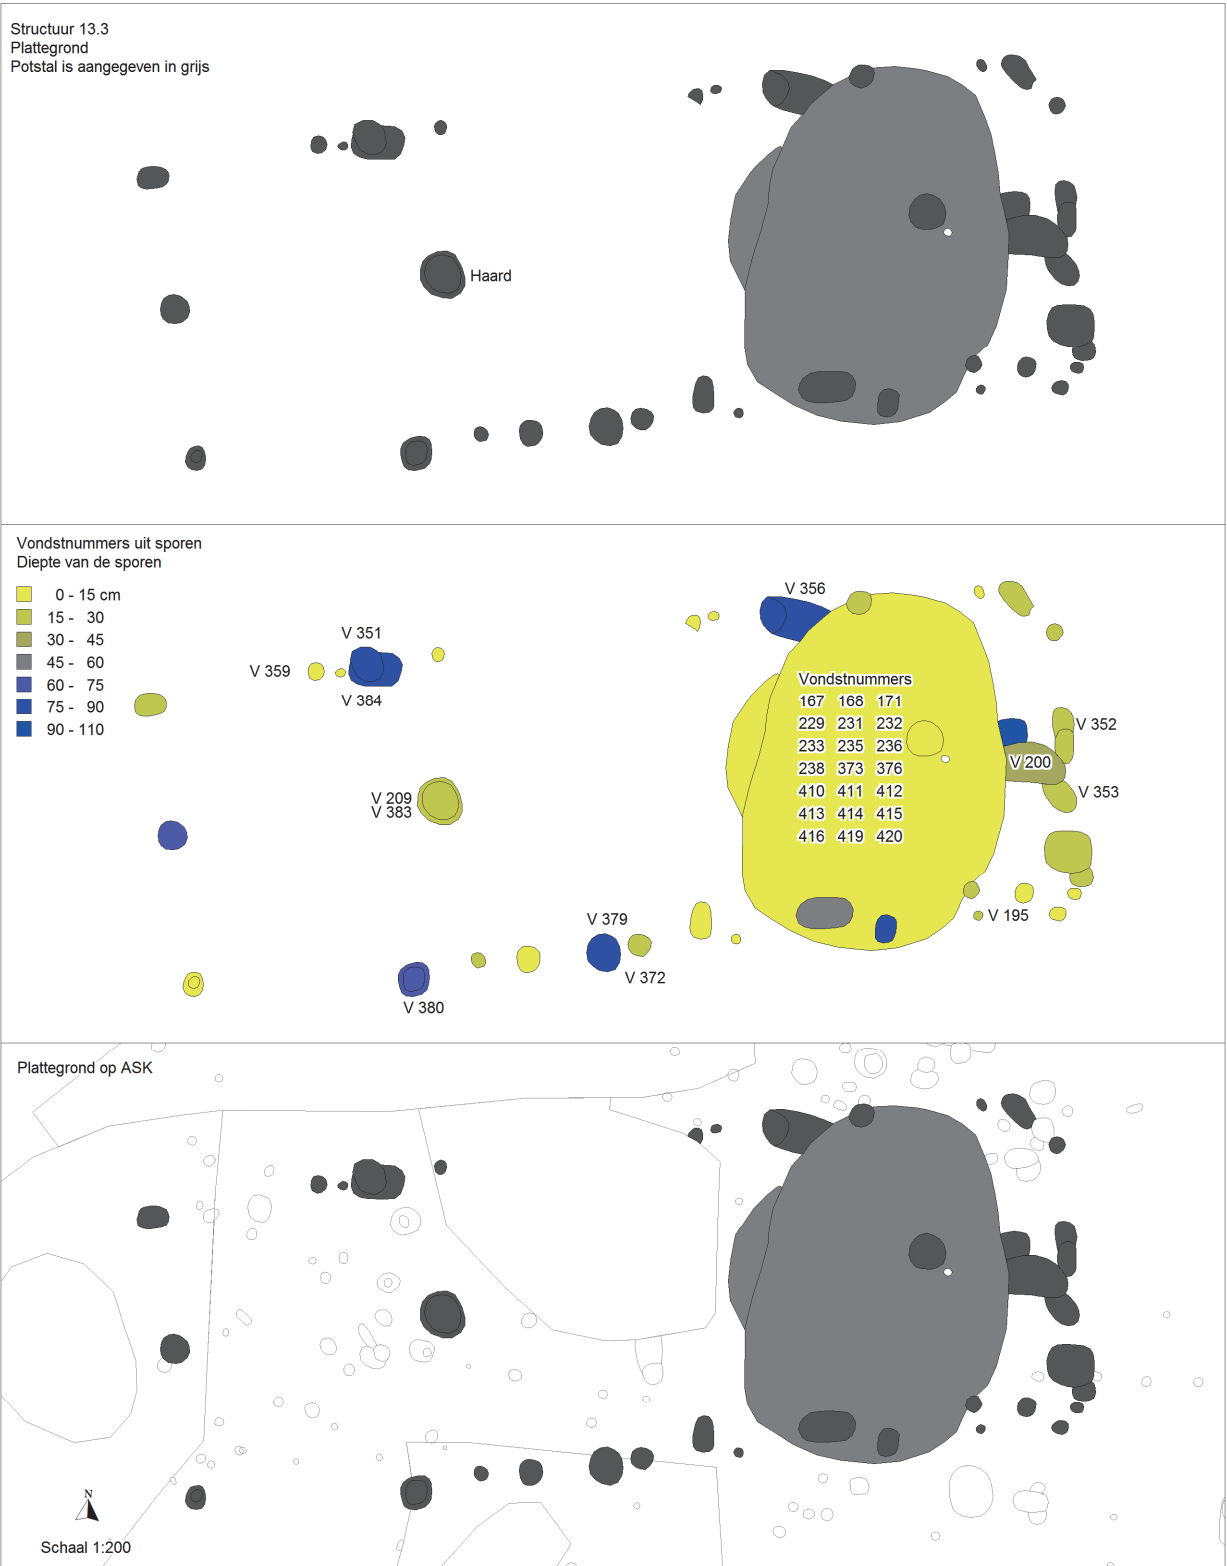 Structuur 13.3
Plattegrond
Potstal is aangegeven in grijs
Haard
Vondstnummers uit sporen
Diepte van de sporen
0 - 15 cm
15 - 30
30 - 45
45 - 60
60 - 75
75 - 90
90 - 110
V 356
V 351
V 359
V 384
Vondstnummers
167 168 171
229 231 232
233 235 236
238 373 376
410 411 412
413 414 415
416 419 420
V 352
V 200
V 353
V 209
V 383
V 195
V 379
V 372
V 380
Plattegrond op ASK
N
Schaal 1:200